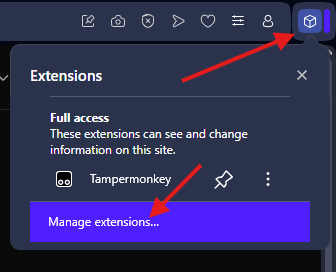 Extensions
Full access
These extensions can see and change
information on this site.
Tampermonkey
Manage extensions...